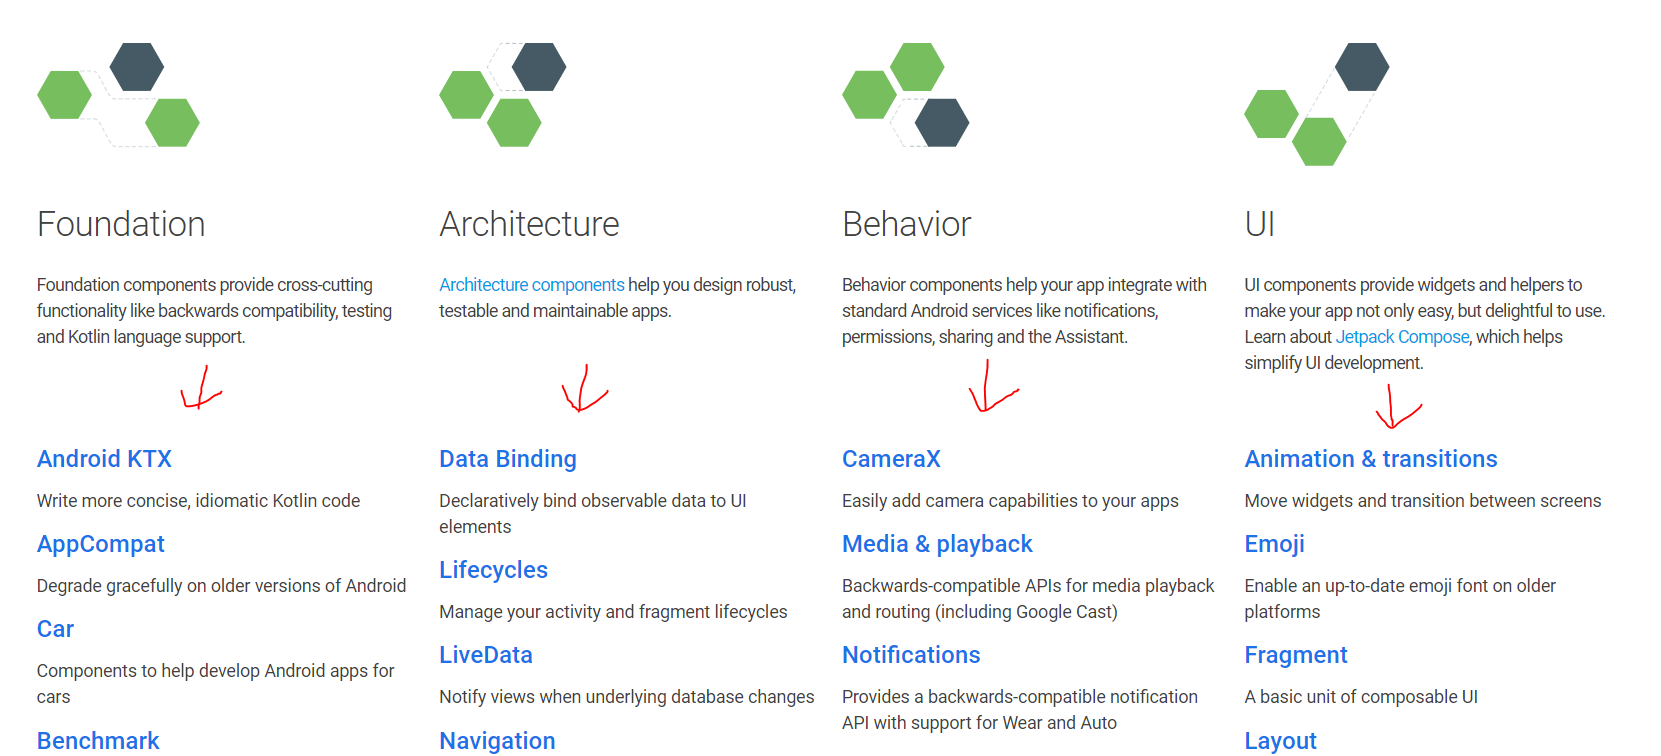 Foundation
Foundation components provide cross-cutting
functionality like backwards compatibility, testing
and Kotlin language support.
Android KTX
Write more concise, idiomatic Kotlin code
AppCompat
Degrade gracefully on older versions of Android
Car
Components to help develop Android apps for
cars
Benchmark
Architecture
Architecture components help you design robust,
testable and maintainable apps.
Data Binding
Declaratively bind observable data to UI
elements
Lifecycles
Manage your activity and fragment lifecycles
LiveData
Notify views when underlying database changes
Navigation
Behavior
Behavior components help your app integrate with
standard Android services like notifications,
permissions, sharing and the Assistant.
CameraX
Easily add camera capabilities to your apps
Media & playback
Backwards-compatible APIs for media playback
and routing (including Google Cast)
Notifications
Provides a backwards-compatible notification
API with support for Wear and Auto
UI
UI components provide widgets and helpers to
make your app not only easy, but delightful to use.
Learn about Jetpack Compose, which helps
simplify UI development.
Animation & transitions
Move widgets and transition between screens
Emoji
Enable an up-to-date emoji font on older
platforms
Fragment
A basic unit of composable UI
Layout